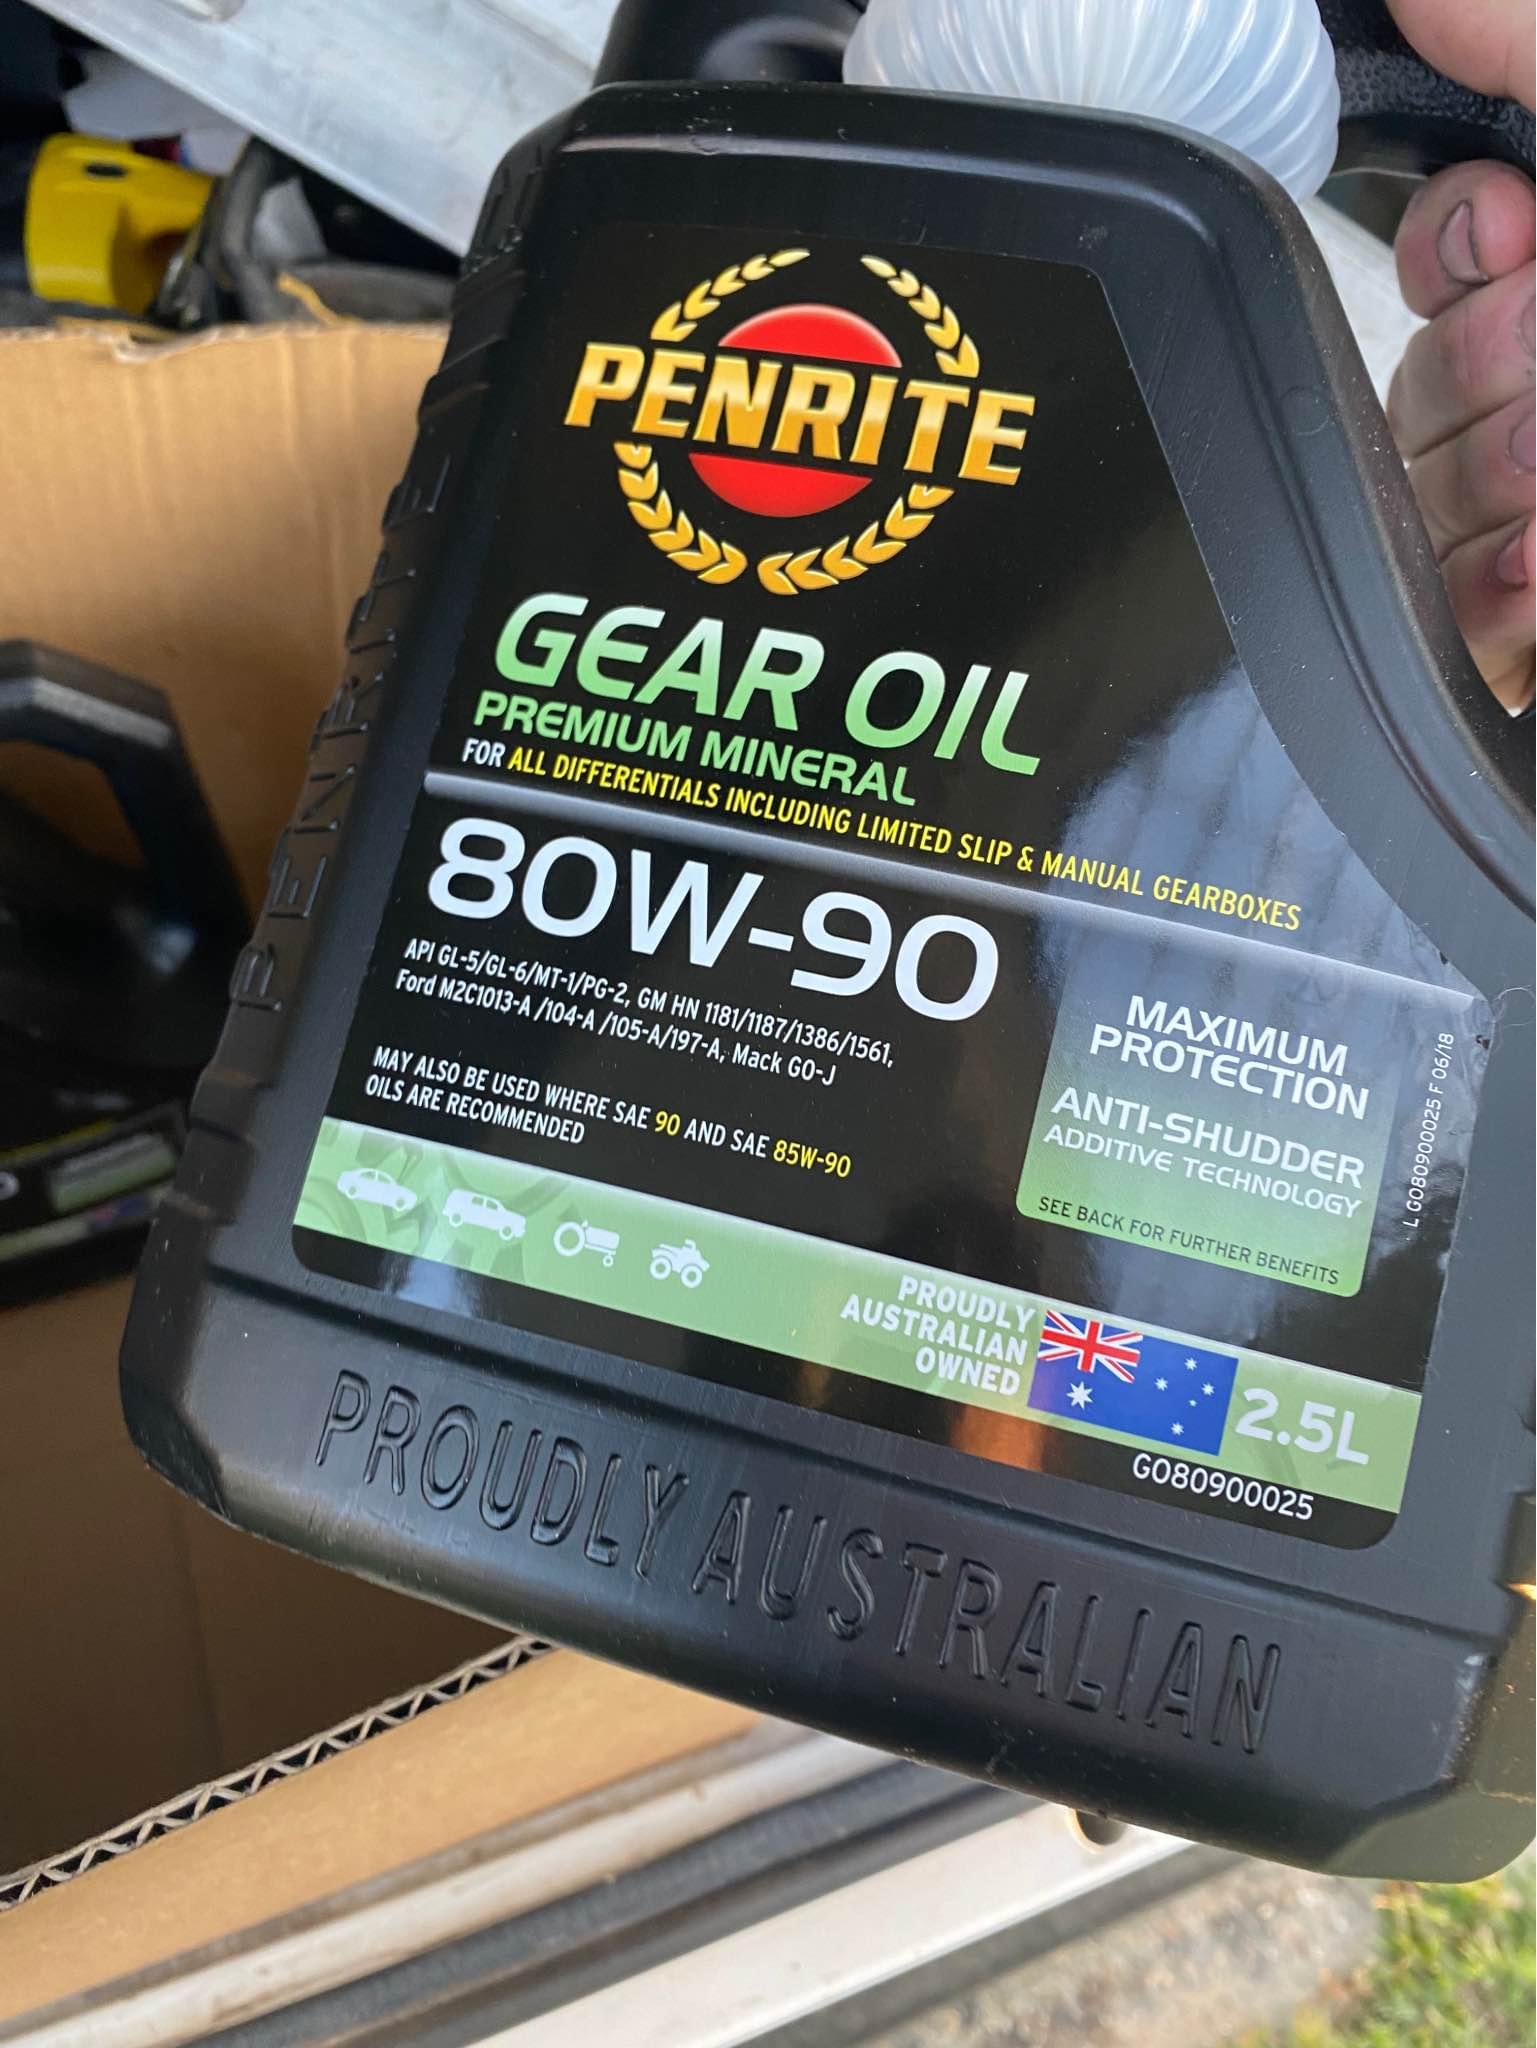 PENRITE
GEAR OIL
PREMIUM MINERAL
FOR ALL DIFFERENTIALS INCLUDING LIMITED SLIP & MANUAL GEARBOXES
80W-90
API GL-5/GL-6/MT-1/PG-2, GM HN 1181/1187/1386/1561,
Ford M2C1013-A /104-A /105-A/197-A, Mack GO-J
MAY ALSO BE USED WHERE SAE 90 AND SAE 85W-90
OILS ARE RECOMMENDED
MAXIMUM
PROTECTION
ANTI-SHUDDER
ADDITIVE TECHNOLOGY
SEE BACK FOR FURTHER BENEFITS
L GO80900025 F 06/18
PROUDLY
AUSTRALIAN
OWNED
2.5L
GO80900025
PENRITE
PROUDLY AUSTRALIAN